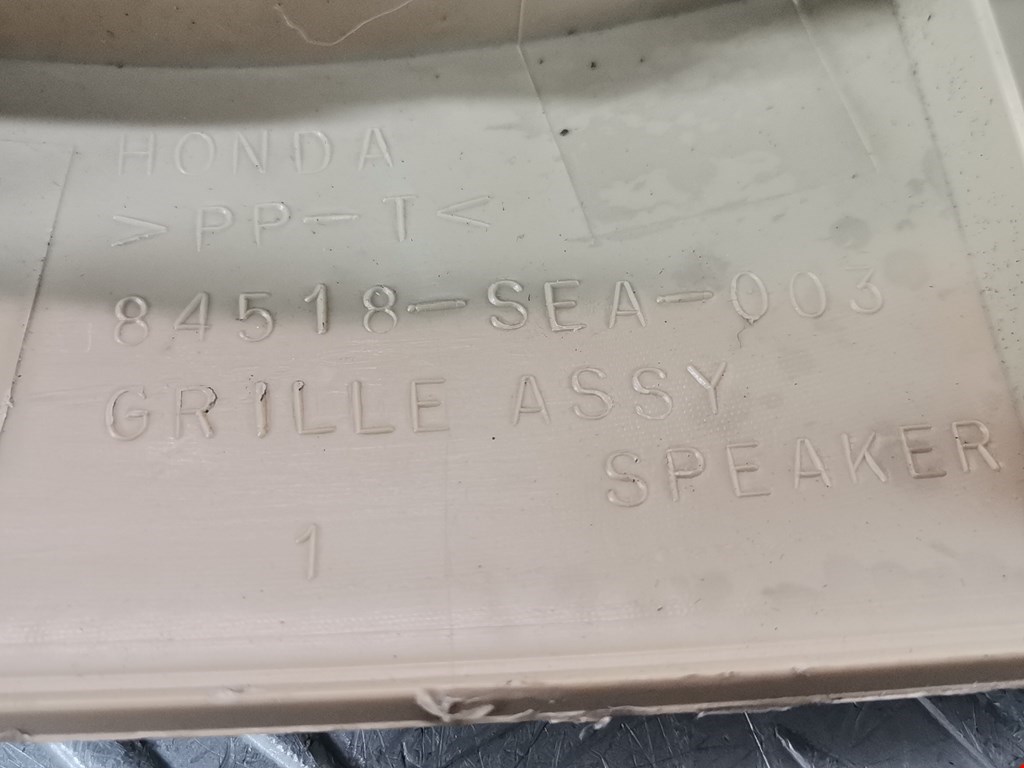 HONDA
>PP-T<
84518-SEA-003
GRILLE ASSY
SPEAKER
1